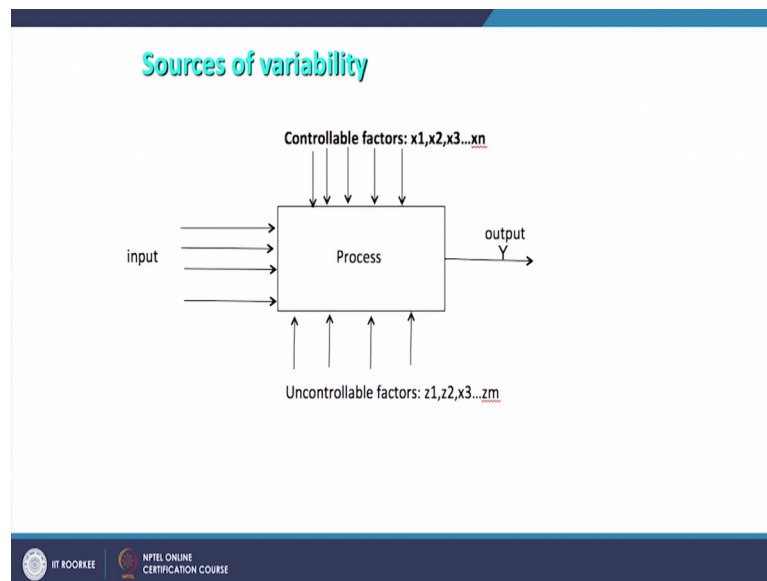 Sources of variability
Controllable factors: x1,x2,x3...xn
input
Process
output
Y
Uncontrollable factors: z1,z2,x3...zm
IIT ROORKEE
NPTEL
NPTEL ONLINE
CERTIFICATION COURSE